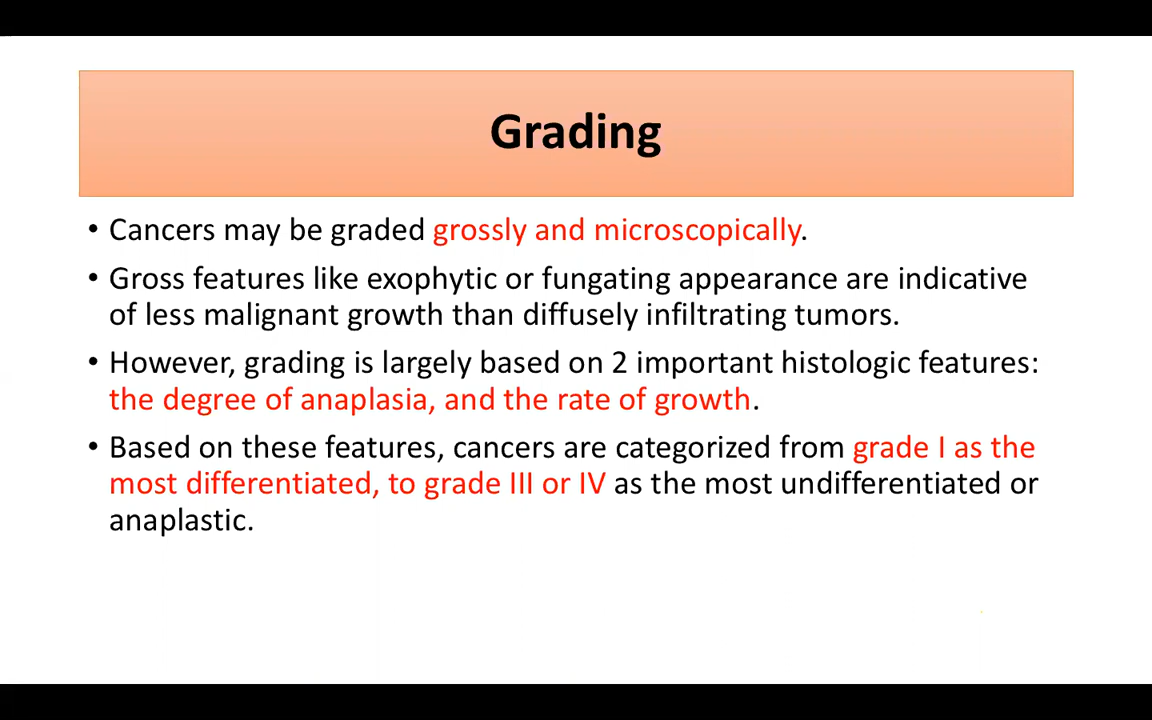 Grading
• Cancers may be graded grossly and microscopically.
• Gross features like exophytic or fungating appearance are indicative
of less malignant growth than diffusely infiltrating tumors.
• However, grading is largely based on 2 important histologic features:
the degree of anaplasia, and the rate of growth.
• Based on these features, cancers are categorized from grade I as the
most differentiated, to grade III or IV as the most undifferentiated or
anaplastic.